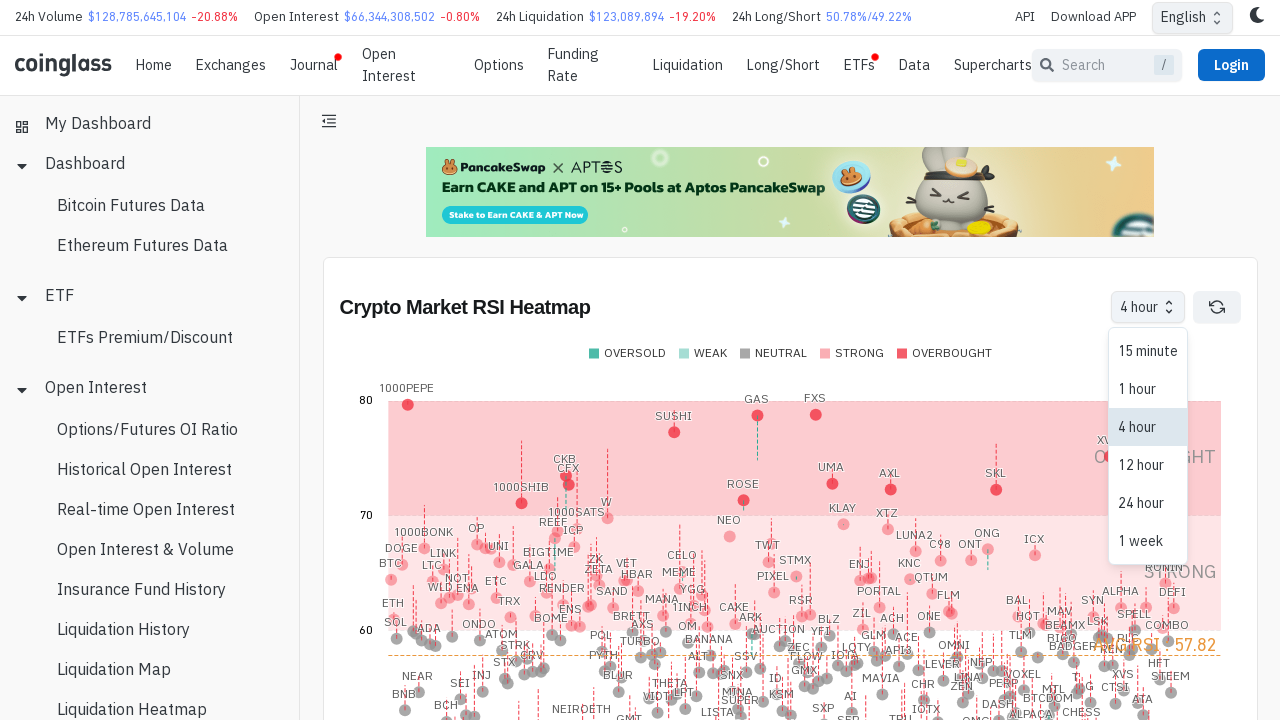 24h Volume $128,785,645,104 -20.88% Open Interest $66,344,308,502 -0.80% 24h Liquidation $123,089,894 -19.20% 24h Long/Short 50.78%/49.22% API Download APP English
coinglass Home Exchanges Journal Open Interest Options Funding Rate Liquidation Long/Short ETFs Data Supercharts Search / Login
My Dashboard
Dashboard
Bitcoin Futures Data
Ethereum Futures Data
ETF
ETFs Premium/Discount
Open Interest
Options/Futures OI Ratio
Historical Open Interest
Real-time Open Interest
Open Interest & Volume
Insurance Fund History
Liquidation History
Liquidation Map
Liquidation Heatmap
PancakeSwap X APTOS
Earn CAKE and APT on 15+ Pools at Aptos PancakeSwap
Stake to Earn CAKE & APT Now
Crypto Market RSI Heatmap
4 hour
15 minute
1 hour
4 hour
12 hour
24 hour
1 week
OVERSOLD WEAK NEUTRAL STRONG OVERBOUGHT
1000PEPE
80
SUSHI GAS FXS
CKB
CFX
UMA AXL SKL
1000SHIB ROSE
W
70
1000SATS KLAY XTZ
REEF ICP NEO
1000BONK OP LUNA2 ONG ICX
DOGE LINK UNI BIGTIME CELO TWT C98 ONT
BTC LTC GALA ZK VET STMX ENJ KNC
STRONG
LDO ZETA HBAR MEME PIXEL QTUM RONIN
WLD NOT ENA ETC RENDER SAND YGG PORTAL FLM ALPHA DEFI
ETH TRX ENS MANA 1INCH CAKE RSR BAL SYN
SOL ADA ONDO BOME BRETT AXS OM ARK BLZ ZIL ACH ONE HOT MAV SPELL
60
ATOM POL TURBO BANANA AUCTION YFI GLM ACE TLM BICO BEAMX LSK COMBO
AVG RSI : 57.82
STRK CRV PYTH ALT SSV ZEC LQTY API3 OMNI BADGER
STX BLUR SNX GMX IOTA LEVER NFP HFT
NEAR SEI INJ THETA ID MAVIA CHR LINA ZEN PERP VOXEL XVS STEEM
BNB BCH NEIROETH LPT MTNA KSM AI IOTX DASH BTCDOM MTL CTSI ATA
GMT LISTA SUPER SXP ALPACA CHESS